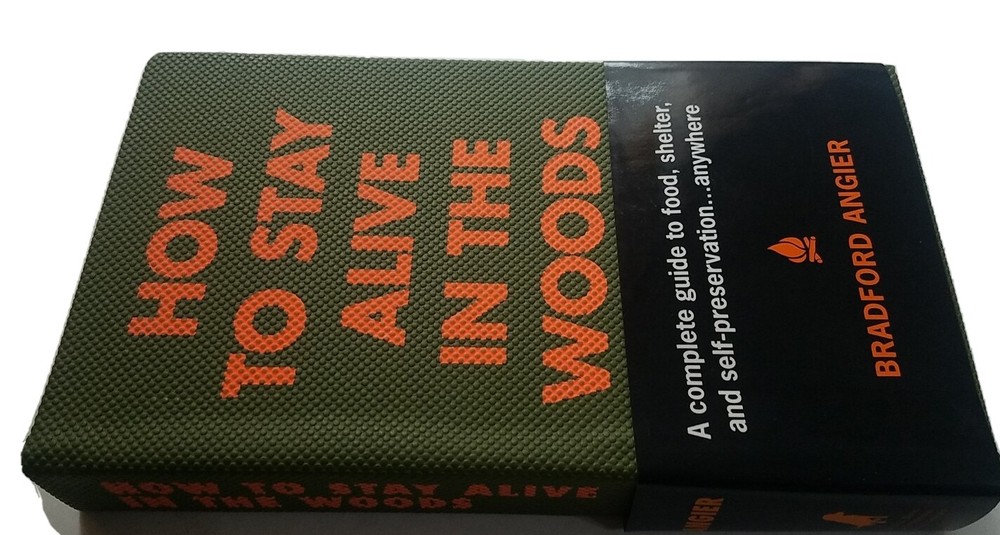 HOW
TO STAY
ALIVE
IN THE
WOODS
A complete guide to food, shelter,
and self-preservation...anywhere
BRADFORD ANGIER
HOW TO STAY ALIVE
IN THE WOODS
ANGIER